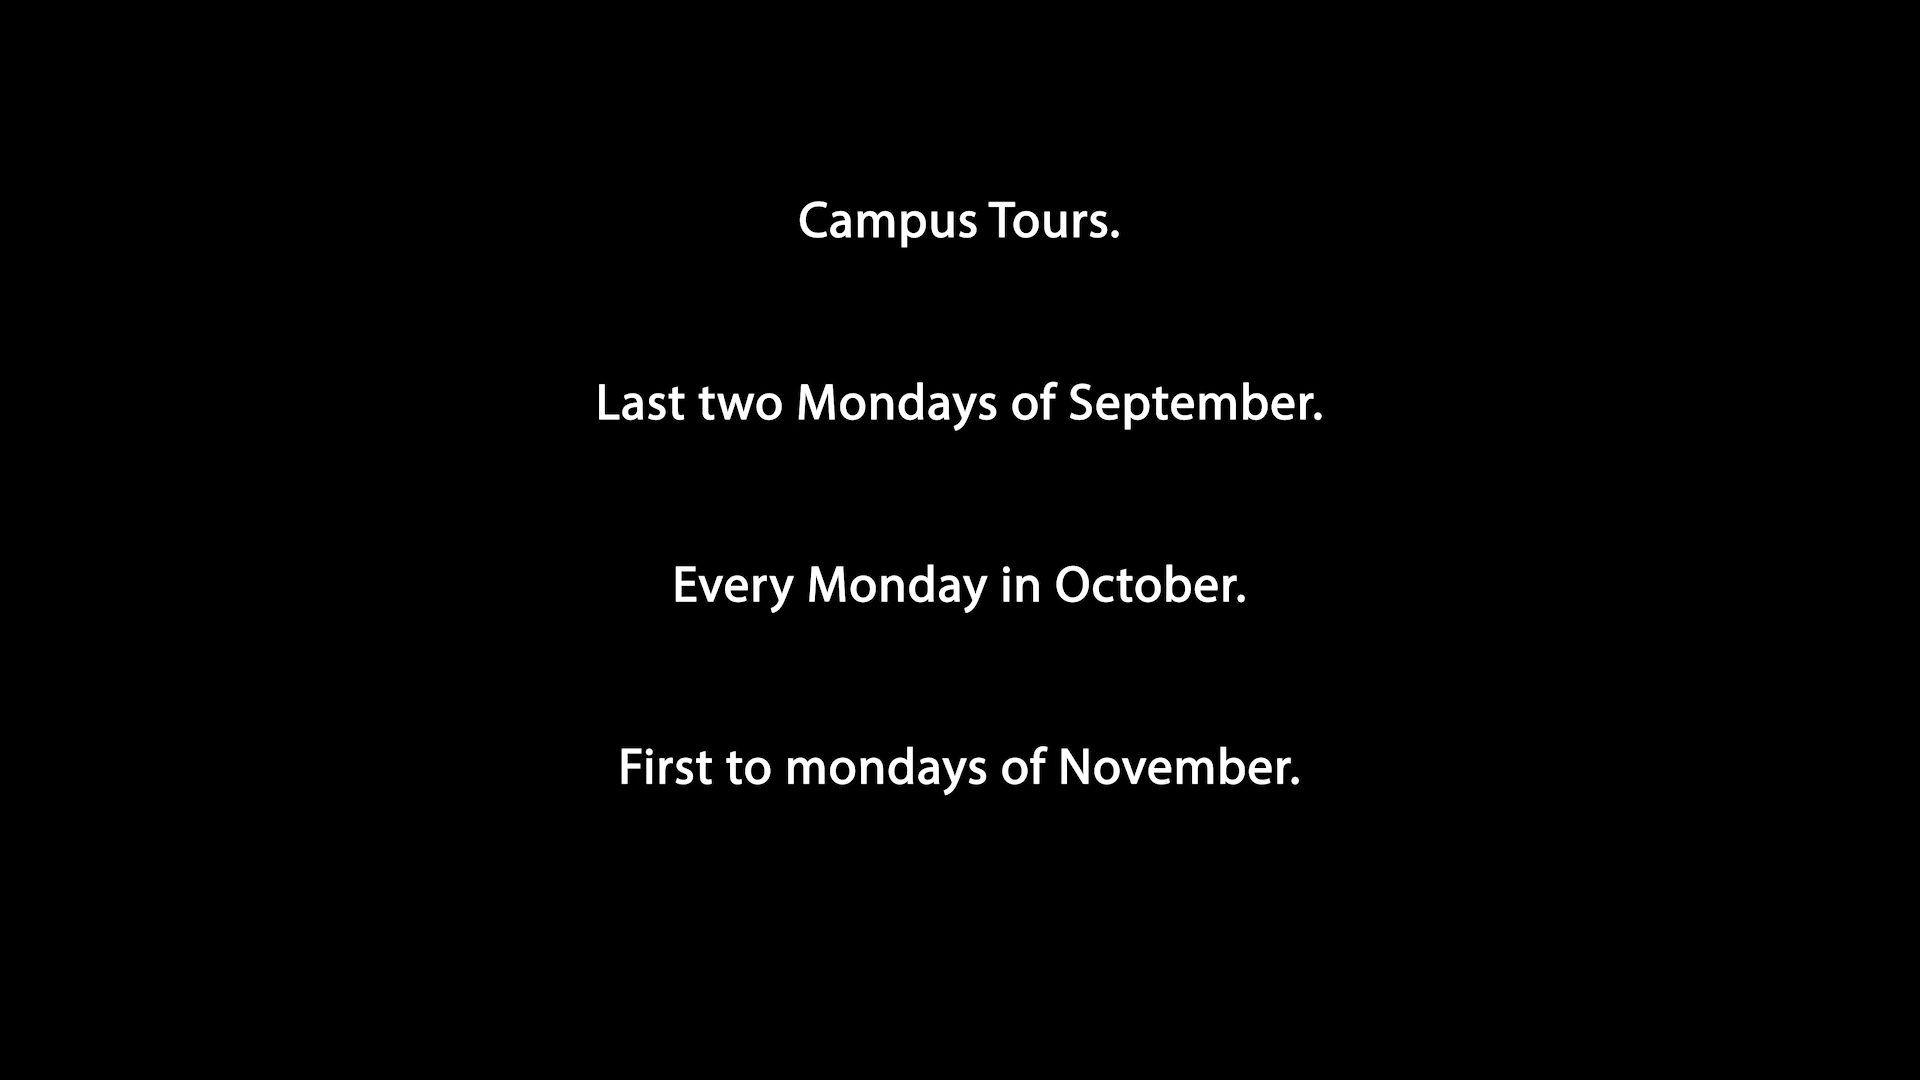 Campus Tours.
Last two Mondays of September.
Every Monday in October.
First to mondays of November.